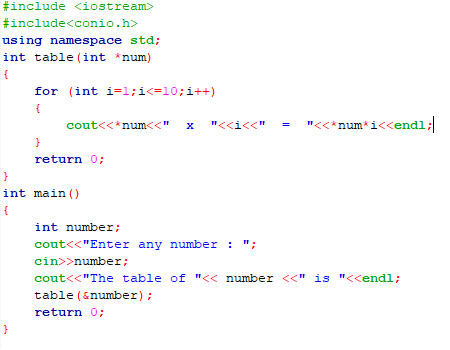 #include <iostream>
#include<conio.h>
using namespace std;
int table(int *num)
{
    for (int i=1;i<=10;i++)
    {
        cout<<*num<<"  x  "<<i<<"  =  "<<*num*i<<endl;
    }
    return 0;
}
int main()
{
    int number;
    cout<<"Enter any number : ";
    cin>>number;
    cout<<"The table of "<< number <<" is "<<endl;
    table(&number);
    return 0;
}